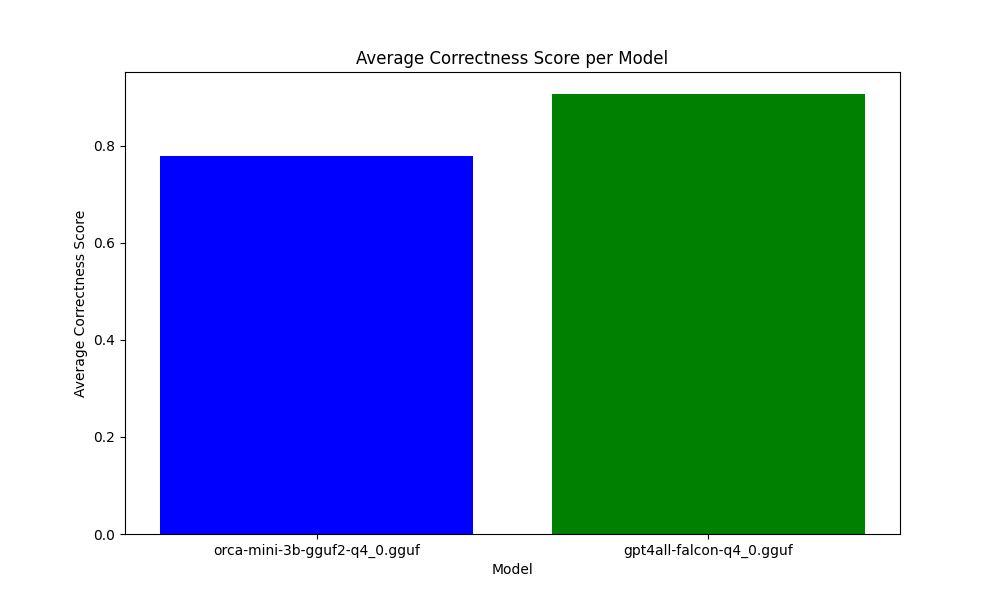 Average Correctness Score per Model
Average Correctness Score
0.8
0.6
0.4
0.2
0.0
orca-mini-3b-gguf2-q4_0.gguf
gpt4all-falcon-q4_0.gguf
Model